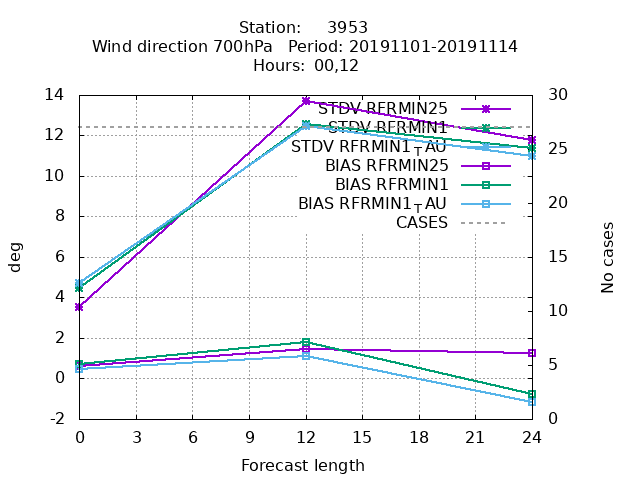 Station: 3953
Wind direction 700hPa Period: 20191101-20191114
Hours: 00,12
14
12
10
8
6
4
2
0
-2
deg
30
25
20
15
10
5
0
No cases
STDV RFRMIN25
STDV RFRMIN1
STDV RFRMIN1_TAU
BIAS RFRMIN25
BIAS RFRMIN1
BIAS RFRMIN1_TAU
CASES
0 3 6 9 12 15 18 21 24
Forecast length